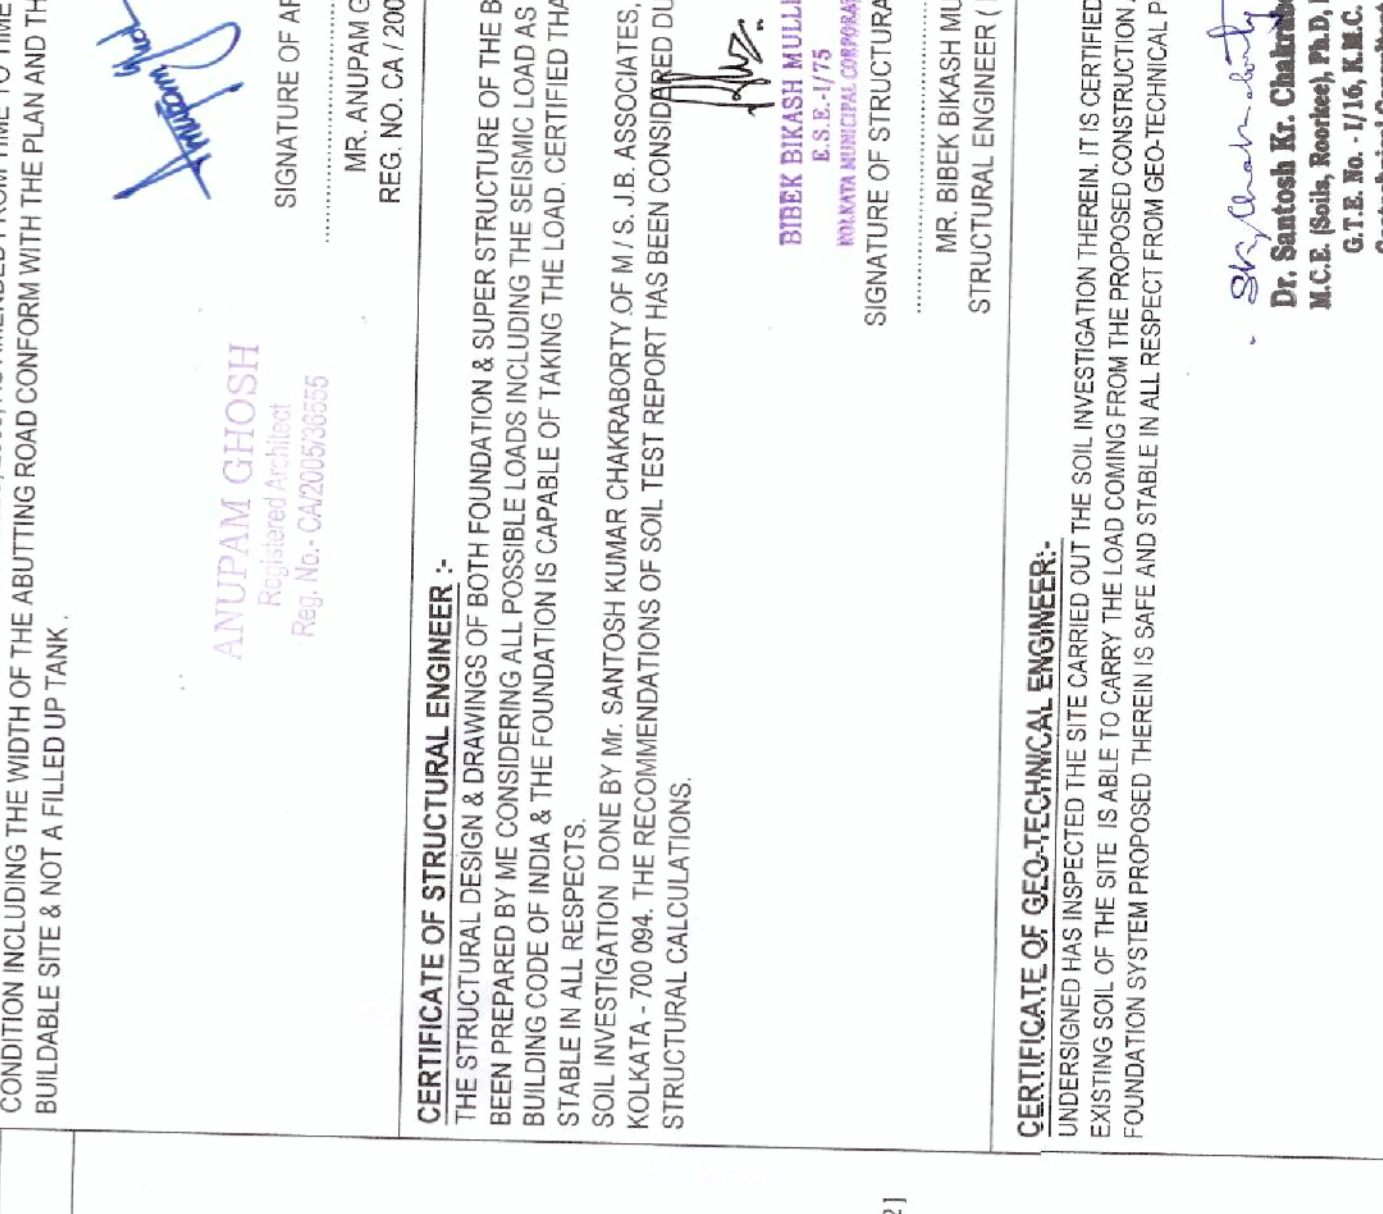 CONDITION INCLUDING THE WIDTH OF THE ABUTTING ROAD CONFORM WITH THE PLAN AND TH
BUILDABLE SITE & NOT A FILLED UP TANK .
ANUPAM GHOSH
Registered Architect
Reg. No.- CA/2005/36555
Anupam Ghosh
SIGNATURE OF AR
MR. ANUPAM G
REG. NO. CA / 200
CERTIFICATE OF STRUCTURAL ENGINEER :-
THE STRUCTURAL DESIGN & DRAWINGS OF BOTH FOUNDATION & SUPER STRUCTURE OF THE B
BEEN PREPARED BY ME CONSIDERING ALL POSSIBLE LOADS INCLUDING THE SEISMIC LOAD AS
BUILDING CODE OF INDIA & THE FOUNDATION IS CAPABLE OF TAKING THE LOAD. CERTIFIED THA
STABLE IN ALL RESPECTS.
SOIL INVESTIGATION DONE BY Mr. SANTOSH KUMAR CHAKRABORTY OF M / S. J.B. ASSOCIATES,
KOLKATA - 700 094. THE RECOMMENDATIONS OF SOIL TEST REPORT HAS BEEN CONSIDARED DU
STRUCTURAL CALCULATIONS.
BIBEK BIKASH MULLI
E.S.E.-I/75
KOLKATA MUNICIPAL CORPORA
SIGNATURE OF STRUCTURA
MR. BIBEK BIKASH MU
STRUCTURAL ENGINEER (
CERTIFICATE OF GEO-TECHNICAL ENGINEER:-
UNDERSIGNED HAS INSPECTED THE SITE CARRIED OUT THE SOIL INVESTIGATION THEREIN. IT IS CERTIFIED
EXISTING SOIL OF THE SITE IS ABLE TO CARRY THE LOAD COMING FROM THE PROPOSED CONSTRUCTION
FOUNDATION SYSTEM PROPOSED THEREIN IS SAFE AND STABLE IN ALL RESPECT FROM GEO-TECHNICAL P
SK Chakraborty
Dr. Santosh Kr. Chakrabo
M.C.E. (Soils, Roorkee), Ph.D,
G.T.E. No. - I/16, K.M.C.